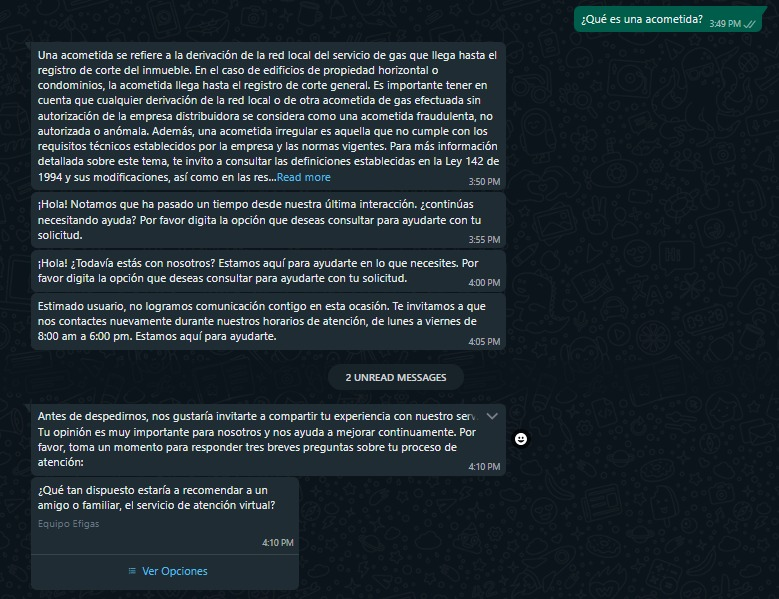 ¿Qué es una acometida? 3:49 PM
Una acometida se refiere a la derivación de la red local del servicio de gas que llega hasta el
registro de corte del inmueble. En el caso de edificios de propiedad horizontal o
condominios, la acometida llega hasta el registro de corte general. Es importante tener en
cuenta que cualquier derivación de la red local o de otra acometida de gas efectuada sin
autorización de la empresa distribuidora se considera como una acometida fraudulenta, no
autorizada o anómala. Además, una acometida irregular es aquella que no cumple con los
requisitos técnicos establecidos por la empresa y las normas vigentes. Para más información
detallada sobre este tema, te invito a consultar las definiciones establecidas en la Ley 142 de
1994 y sus modificaciones, así como en las res...Read more
3:50 PM
¡Hola! Notamos que ha pasado un tiempo desde nuestra última interacción. ¿continúas
necesitando ayuda? Por favor digita la opción que deseas consultar para ayudarte con tu
solicitud.
3:55 PM
¡Hola! ¿Todavía estás con nosotros? Estamos aquí para ayudarte en lo que necesites. Por
favor digita la opción que deseas consultar para ayudarte con tu solicitud.
4:00 PM
Estimado usuario, no logramos comunicación contigo en esta ocasión. Te invitamos a que
nos contactes nuevamente durante nuestros horarios de atención, de lunes a viernes de
8:00 am a 6:00 pm. Estamos aquí para ayudarte.
4:05 PM
2 UNREAD MESSAGES
Antes de despedirnos, nos gustaría invitarte a compartir tu experiencia con nuestro serv
Tu opinión es muy importante para nosotros y nos ayuda a mejorar continuamente. Por
favor, toma un momento para responder tres breves preguntas sobre tu proceso de
atención:
4:10 PM
¿Qué tan dispuesto estaría a recomendar a un
amigo o familiar, el servicio de atención virtual?
Equipo Efigas
4:10 PM
Ver Opciones